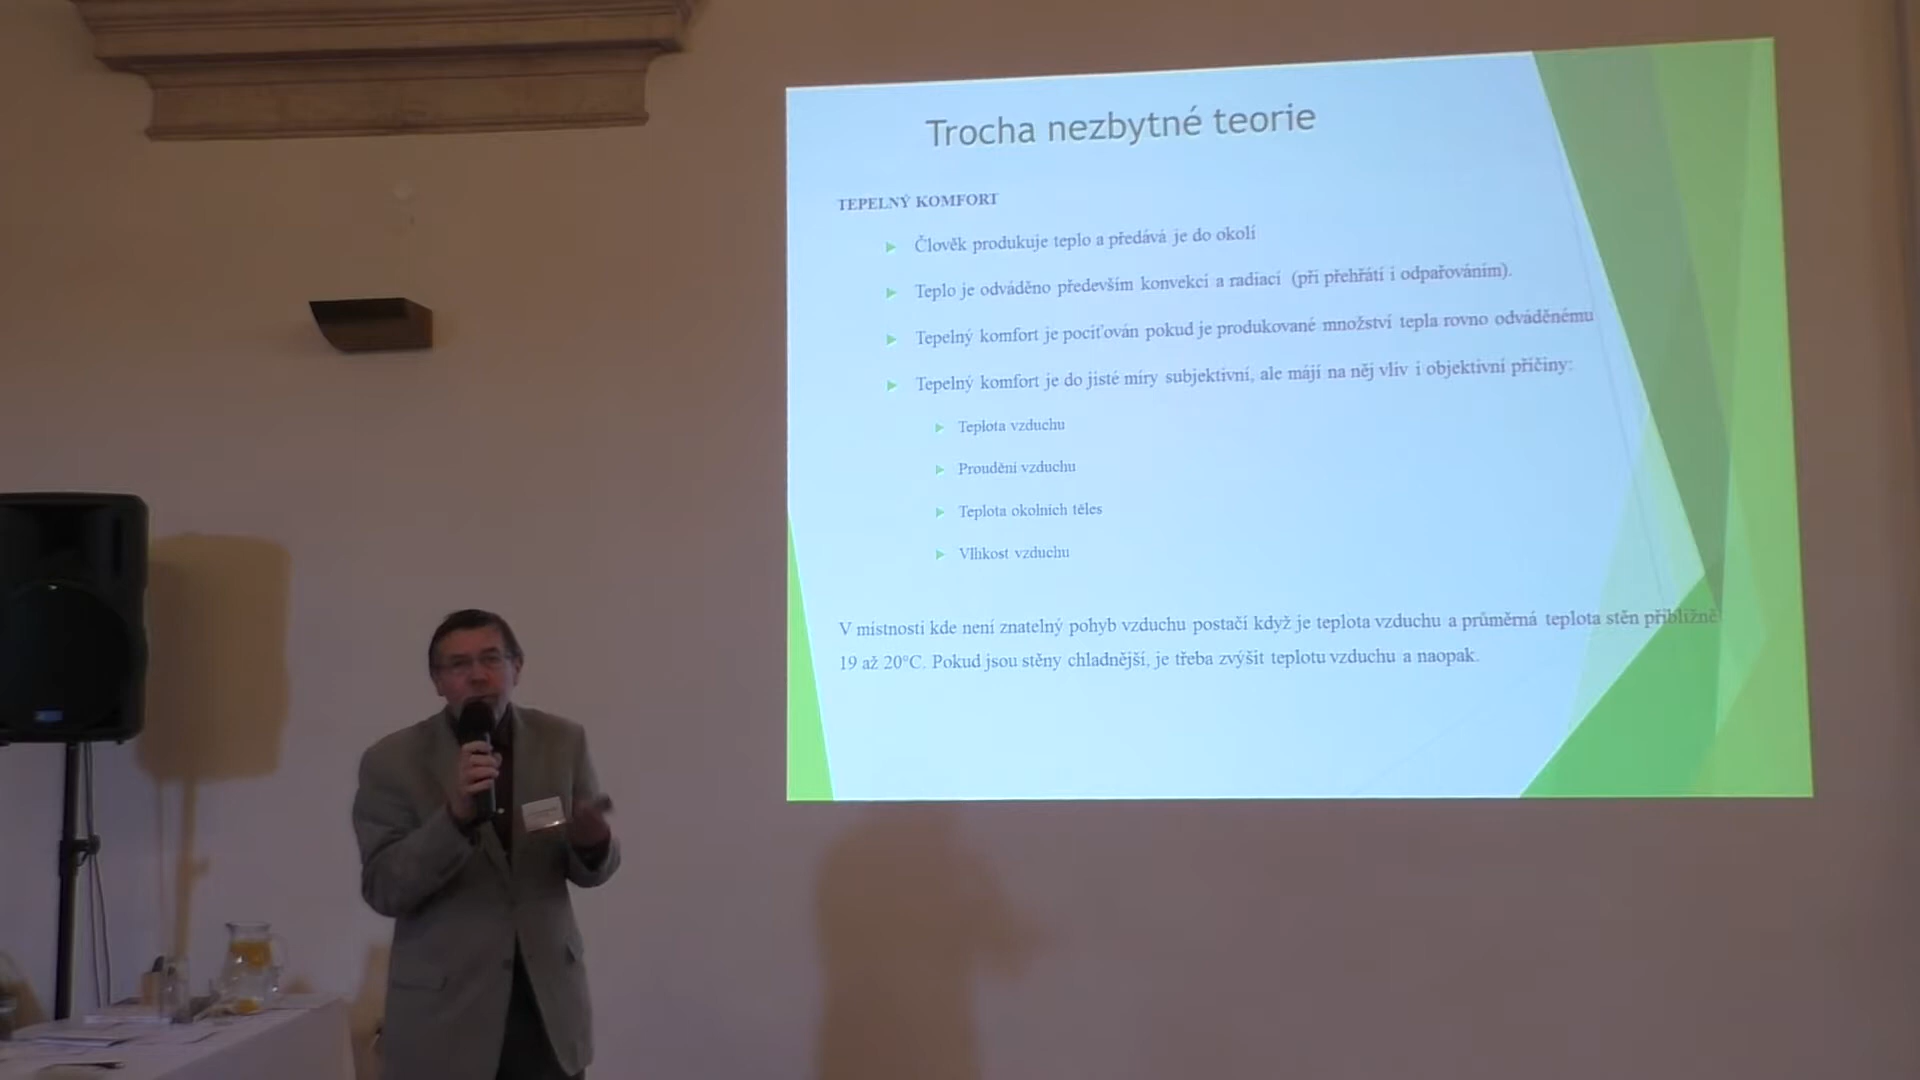 Trocha nezbytné teorie
TEPELNÝ KOMFORT
Člověk produkuje teplo a předává je do okolí
Teplo je odváděno především konvekcí a radiací (při přehřátí i odpařováním).
Tepelný komfort je pociťován pokud je produkované množství tepla rovno odváděnému
Tepelný komfort je do jisté míry subjektivní, ale májí na něj vliv i objektivní příčiny:
Teplota vzduchu
Proudění vzduchu
Teplota okolních těles
Vlhkost vzduchu
V místnosti kde není znatelný pohyb vzduchu postačí když je teplota vzduchu a průměrná teplota stěn přibližně
19 až 20°C. Pokud jsou stěny chladnější, je třeba zvýšit teplotu vzduchu a naopak.